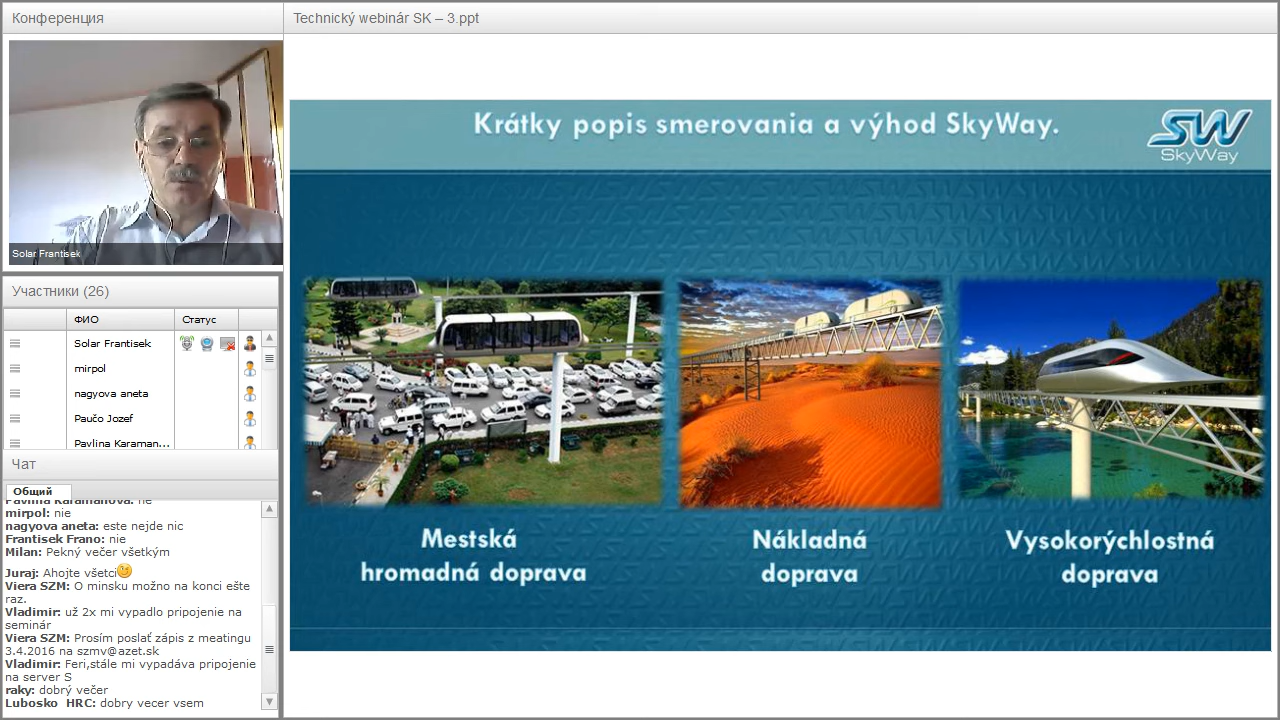 Конференция
Technický webinár SK – 3.ppt
Solar Frantisek
Krátky popis smerovania a výhod SkyWay.
SW
SkyWay
Mestská
hromadná doprava
Nákladná
doprava
Vysokorýchlostná
doprava
Участники (26)
ФИО
Статус
Solar Frantisek
mirpol
nagyova aneta
Paučo Jozef
Pavlina Karaman...
Чат
Общий
Pavlina Karamanova: nie
mirpol: nie
nagyova aneta: este nejde nic
Frantisek Frano: nie
Milan: Pekný večer všetkým
Juraj: Ahojte všetci
Viera SZM: O minsku možno na konci ešte
raz.
Vladimir: už 2x mi vypadlo pripojenie na
seminár
Viera SZM: Prosím poslať zápis z meatingu
3.4.2016 na szmv@azet.sk
Vladimir: Feri,stále mi vypadáva pripojenie
na server S
raky: dobrý večer
Lubosko HRC: dobry vecer vsem